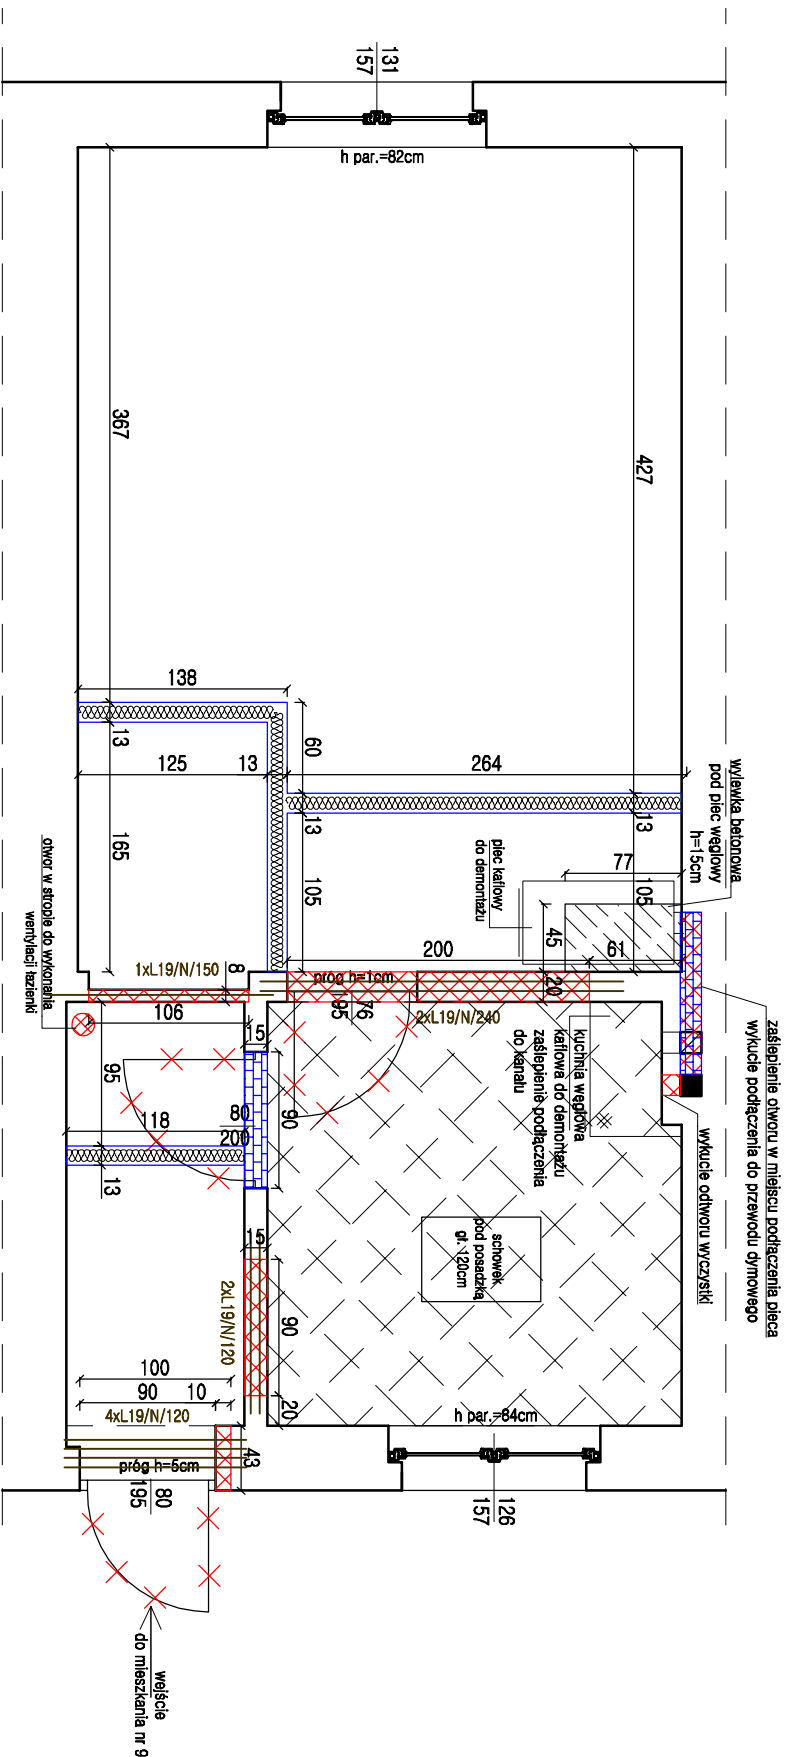 131
157
h par.=82cm
367
427
138
13
60
125
13
264
165
13
13
105
105
77
wylewka betonowa
pod piec węglowy
h=15cm
piec kaflowy
do demontażu
45
200
61
20
1xL19/N/150
8
próg h=1cm
76
195
2xL19/N/240
106
15
otwór w stropie do wykonania
wentylacji łazienki
95
118
13
80
200
90
kuchnia węglowa
kaflowa do demontażu
zaślepienie podłączenia
do kanału
zaślepienie otworu w miejscu podłączenia pieca
wykucie podłączenia do przewodu dymowego
wykucie odtworu wyczystki
schowek
pod posadzką
gł. 120cm
15
2xL19/N/120
90
20
100
90
10
4xL19/N/120
43
próg h=5cm
80
195
h par.=84cm
126
157
wejście
do mieszkania nr 9